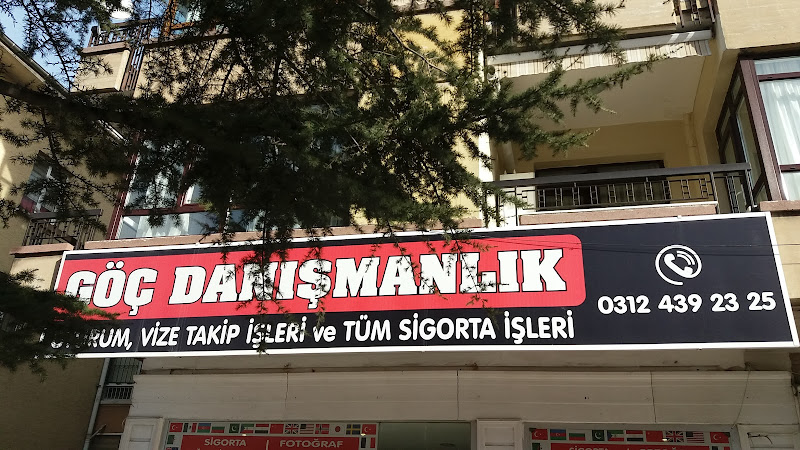 GÖÇ DANIŞMANLIK
0312 439 23 25
VİZE TAKİP İŞLERİ ve TÜM SİGORTA İŞLERİ
SİGORTA | FOTOĞRAF